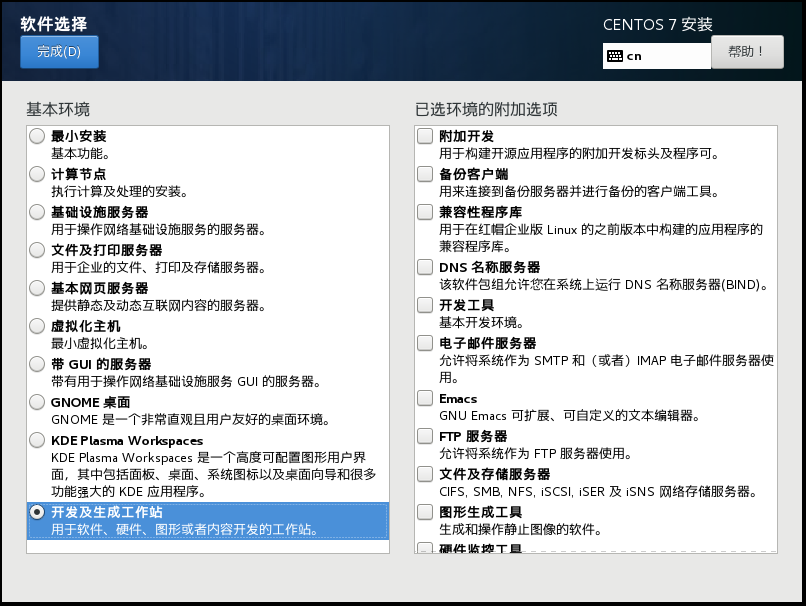 软件选择
CENTOS 7 安装
完成(D)
cn
帮助！
基本环境
最小安装
基本功能。
计算节点
执行计算及处理的安装。
基础设施服务器
用于操作网络基础设施服务的服务器。
文件及打印服务器
用于企业的文件、打印及存储服务器。
基本网页服务器
提供静态及动态互联网内容的服务器。
虚拟化主机
最小虚拟化主机。
带 GUI 的服务器
带有用于操作网络基础设施服务 GUI 的服务器。
GNOME 桌面
GNOME 是一个非常直观且用户友好的桌面环境。
KDE Plasma Workspaces
KDE Plasma Workspaces 是一个高度可配置图形用户界
面，其中包括面板、桌面、系统图标以及桌面向导和很多
功能强大的 KDE 应用程序。
开发及生成工作站
用于软件、硬件、图形或者内容开发的工作站。
已选环境的附加选项
附加开发
用于构建开源应用程序的附加开发标头及程序可。
备份客户端
用来连接到备份服务器并进行备份的客户端工具。
兼容性程序库
用于在红帽企业版 Linux 的之前版本中构建的应用程序的
兼容程序库。
DNS 名称服务器
该软件包组允许您在系统上运行 DNS 名称服务器(BIND)。
开发工具
基本开发环境。
电子邮件服务器
允许将系统作为 SMTP 和（或者）IMAP 电子邮件服务器使
用。
Emacs
GNU Emacs 可扩展、可自定义的文本编辑器。
FTP 服务器
允许将系统作为 FTP 服务器使用。
文件及存储服务器
CIFS, SMB, NFS, iSCSI, iSER 及 iSNS 网络存储服务器。
图形生成工具
生成和操作静止图像的软件。
硬件监控工具